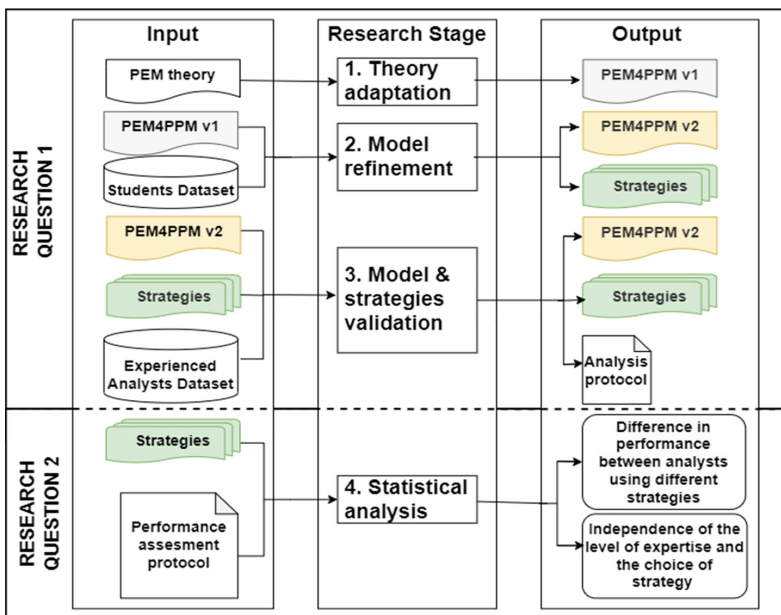 Input
Research Stage
Output
RESEARCH
QUESTION 1
PEM theory
1. Theory
adaptation
PEM4PPM v1
PEM4PPM v1
Students Dataset
2. Model
refinement
PEM4PPM v2
Strategies
PEM4PPM v2
Strategies
Experienced
Analysts Dataset
3. Model &
strategies
validation
PEM4PPM v2
Strategies
Analysis
protocol
RESEARCH
QUESTION 2
Strategies
Performance
assesment
protocol
4. Statistical
analysis
Difference in
performance
between analysts
using different
strategies
Independence of the
level of expertise and
the choice of
strategy